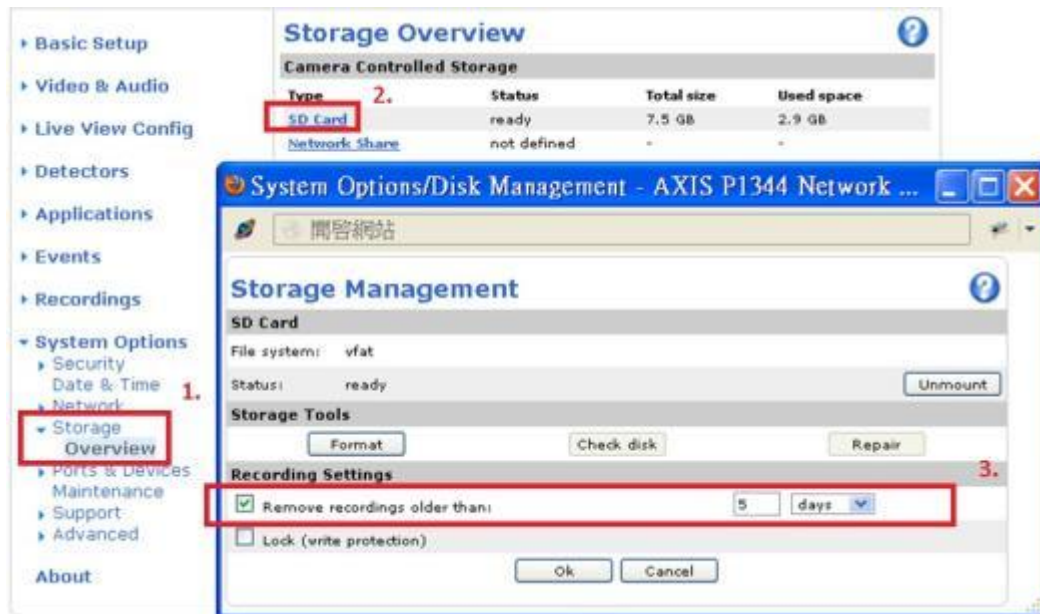 Basic Setup
Video & Audio
Live View Config
Detectors
Applications
Events
Recordings
System Options
Security
Date & Time
1.
Network
Storage
Overview
Ports & Devices
Maintenance
Support
Advanced
About
Storage Overview
Camera Controlled Storage
Type Status Total size Used space
2.
SD Card ready 7.5 GB 2.9 GB
Network Share not defined - -
System Options/Disk Management - AXIS P1344 Network ...
開啓網站
Storage Management
SD Card
File system: vfat
Status: ready Unmount
Storage Tools
Format Check disk Repair
Recording Settings
3.
Remove recordings older than: 5 days
Lock (write protection)
Ok Cancel